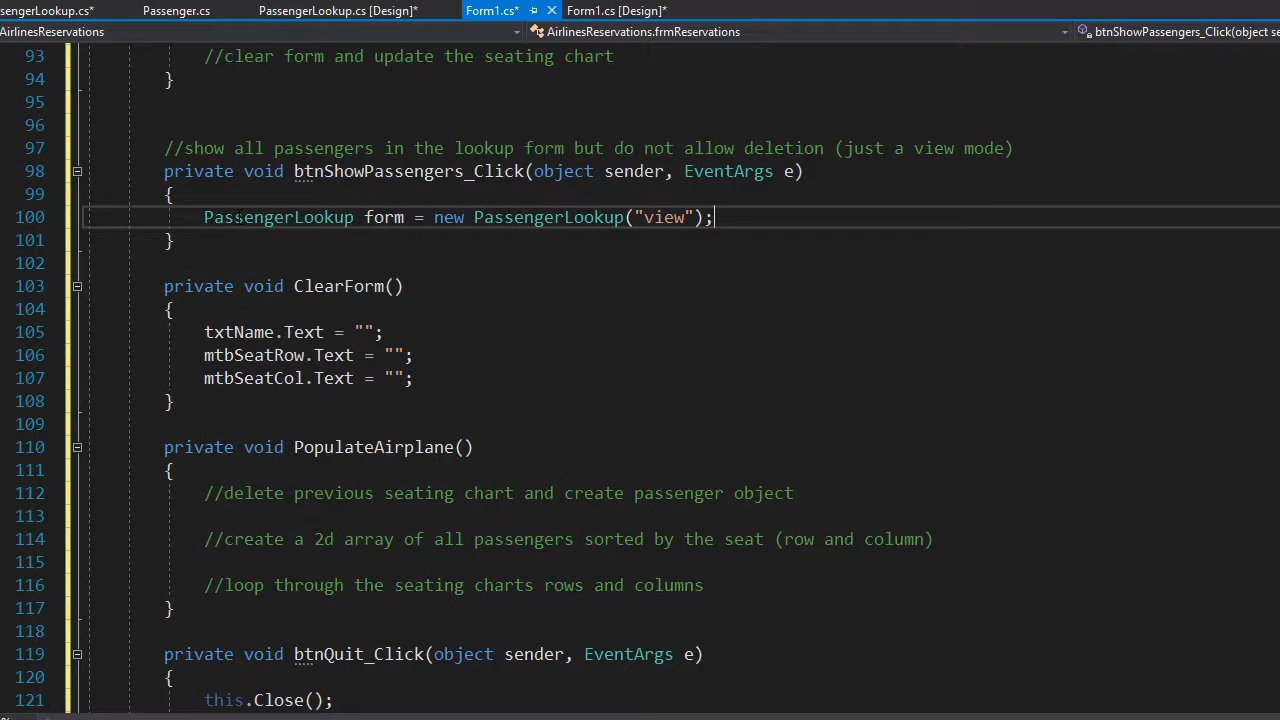 sengerLookup.cs* Passenger.cs PassengerLookup.cs [Design]* Form1.cs* Form1.cs [Design]*
AirlinesReservations AirlinesReservations.frmReservations btnShowPassengers_Click(object se
93 //clear form and update the seating chart
94 }
95
96
97 //show all passengers in the lookup form but do not allow deletion (just a view mode)
98 private void btnShowPassengers_Click(object sender, EventArgs e)
99 {
100 PassengerLookup form = new PassengerLookup("view");
101 }
102
103 private void ClearForm()
104 {
105 txtName.Text = "";
106 mtbSeatRow.Text = "";
107 mtbSeatCol.Text = "";
108 }
109
110 private void PopulateAirplane()
111 {
112 //delete previous seating chart and create passenger object
113
114 //create a 2d array of all passengers sorted by the seat (row and column)
115
116 //loop through the seating charts rows and columns
117 }
118
119 private void btnQuit_Click(object sender, EventArgs e)
120 {
121 this.Close();
%